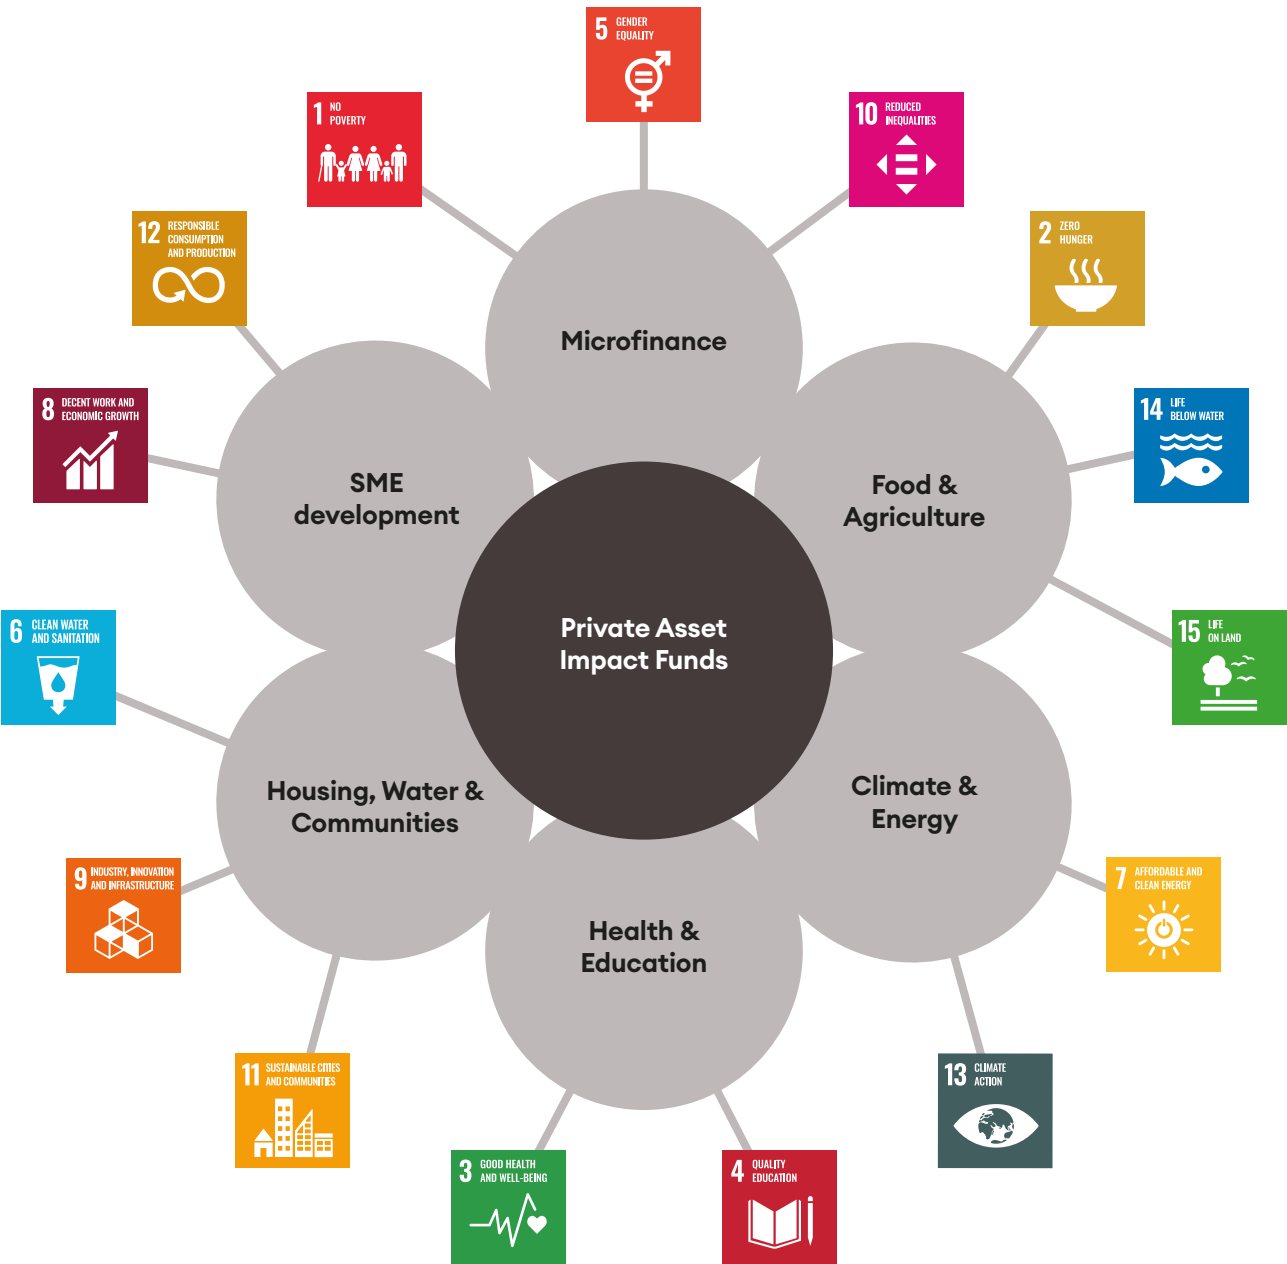 5 GENDER
EQUALITY
1 NO
POVERTY
10 REDUCED
INEQUALITIES
12 RESPONSIBLE
CONSUMPTION
AND PRODUCTION
2 ZERO
HUNGER
Microfinance
8 DECENT WORK AND
ECONOMIC GROWTH
14 LIFE
BELOW WATER
SME
development
Food &
Agriculture
6 CLEAN WATER
AND SANITATION
15 LIFE
ON LAND
Private Asset
Impact Funds
Housing, Water &
Communities
Climate &
Energy
9 INDUSTRY, INNOVATION
AND INFRASTRUCTURE
7 AFFORDABLE AND
CLEAN ENERGY
Health &
Education
11 SUSTAINABLE CITIES
AND COMMUNITIES
13 CLIMATE
ACTION
3 GOOD HEALTH
AND WELL-BEING
4 QUALITY
EDUCATION